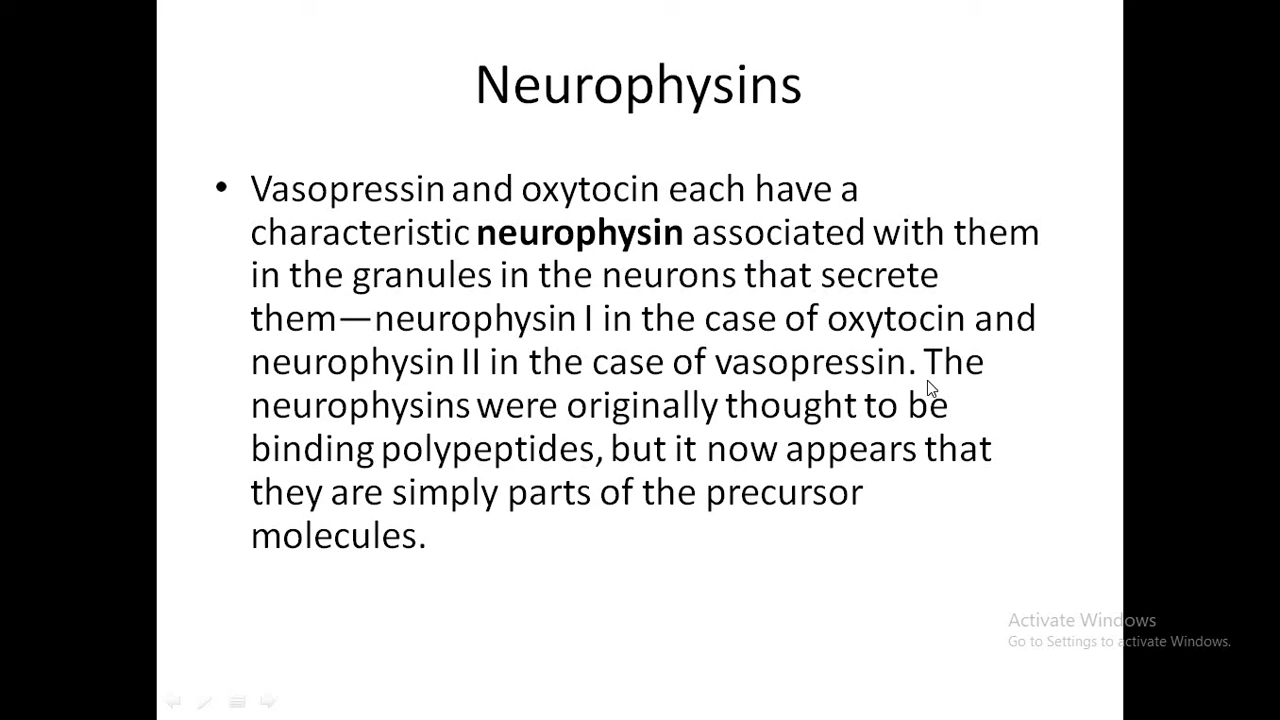 Neurophysins
• Vasopressin and oxytocin each have a
characteristic neurophysin associated with them
in the granules in the neurons that secrete
them—neurophysin I in the case of oxytocin and
neurophysin II in the case of vasopressin. The
neurophysins were originally thought to be
binding polypeptides, but it now appears that
they are simply parts of the precursor
molecules.
Activate Windows
Go to Settings to activate Windows.